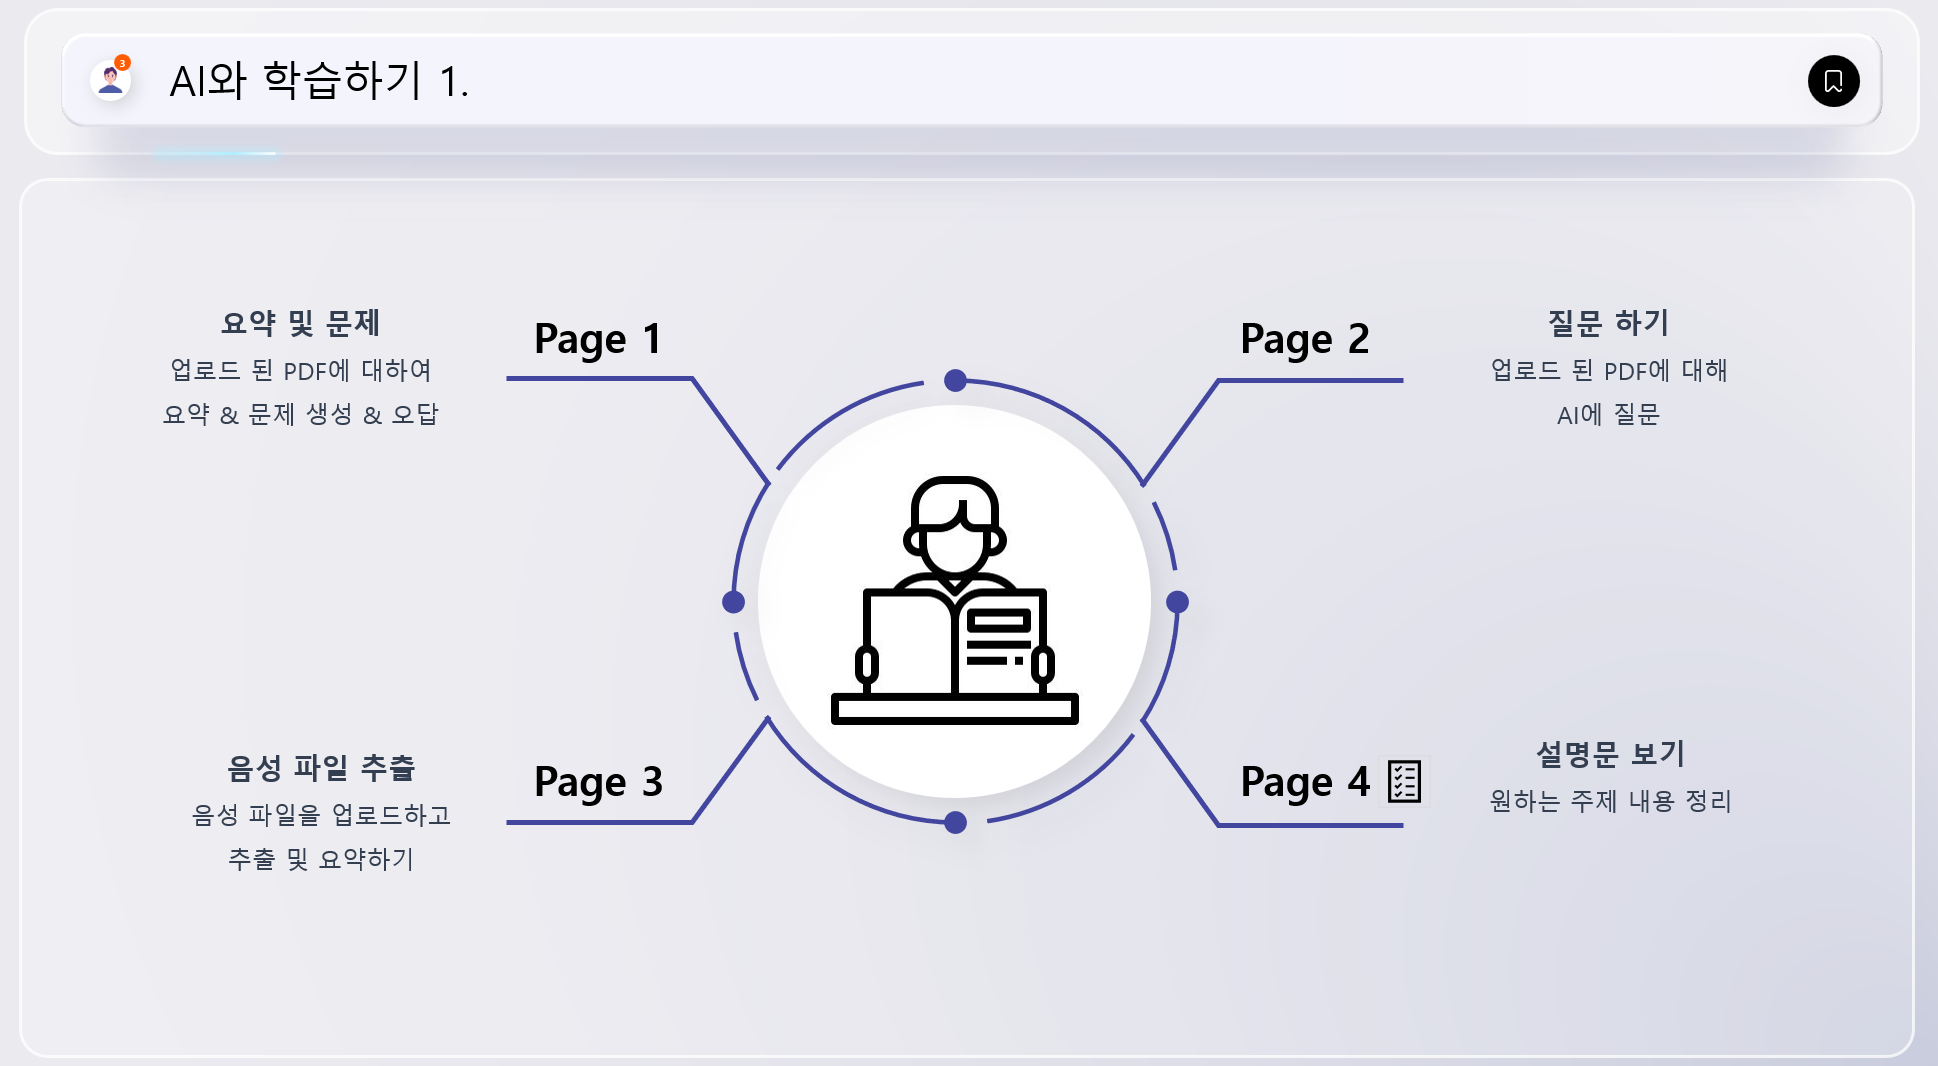 3
AI와 학습하기 1.
요약 및 문제
업로드 된 PDF에 대하여
요약 & 문제 생성 & 오답
Page 1
Page 2
질문 하기
업로드 된 PDF에 대해
AI에 질문
음성 파일 추출
음성 파일을 업로드하고
추출 및 요약하기
Page 3
Page 4
설명문 보기
원하는 주제 내용 정리